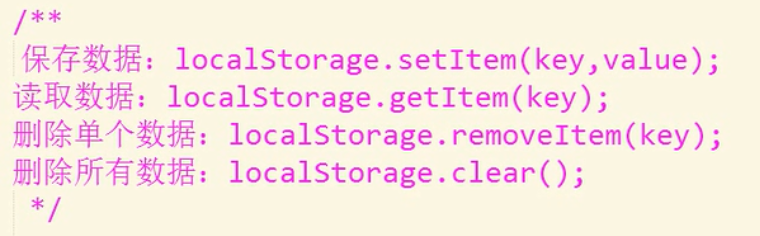 /**
保存数据：localStorage.setItem(key,value);
读取数据：localStorage.getItem(key);
删除单个数据：localStorage.removeItem(key);
删除所有数据：localStorage.clear();
*/